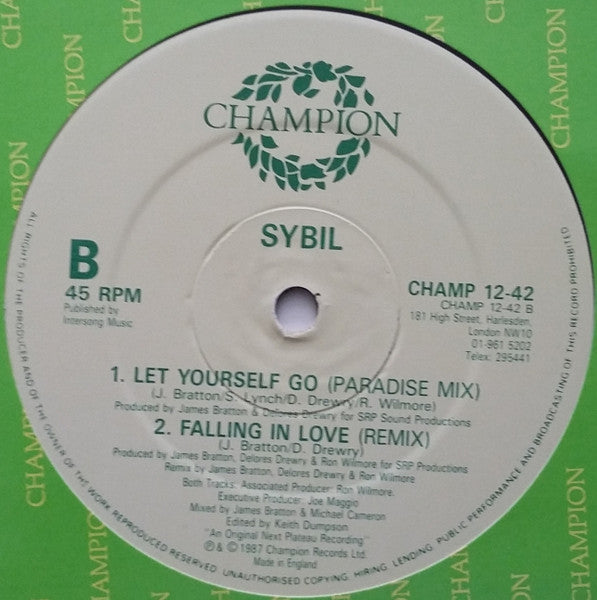 CHAMPION
SYBIL
B
45 RPM
Published by
Intersong Music
CHAMP 12-42
CHAMP 12-42 B
181 High Street, Harlesden,
London NW10
01-961 5202
Telex: 295441
1. LET YOURSELF GO (PARADISE MIX)
(J. Bratton/S. Lynch/D. Drewry/R. Wilmore)
Produced by James Bratton & Delores Drewry for SRP Sound Productions
2. FALLING IN LOVE (REMIX)
(J. Bratton/D. Drewry)
Produced by James Bratton, Delores Drewry & Ron Wilmore for SRP Productions
Remix by James Bratton, Delores Drewry & Ron Wilmore
Both Tracks: Associated Producer: Ron Wilmore.
Executive Producer: Joe Maggio
Mixed by James Bratton & Michael Cameron
Edited by Keith Dumpson
"An Original Next Plateau Recording"
℗ & © 1987 Champion Records Ltd.
Made in England
ALL RIGHTS OF THE PRODUCER AND OF THE OWNER OF THE WORK REPRODUCED RESERVED. UNAUTHORISED COPYING, HIRING, LENDING, PUBLIC PERFORMANCE AND BROADCASTING OF THIS RECORD PROHIBITED
CHAMPION
CHAMPION
CHAMPION
CHAMPION
CHAMPION
CHAMPION
CHAMPION